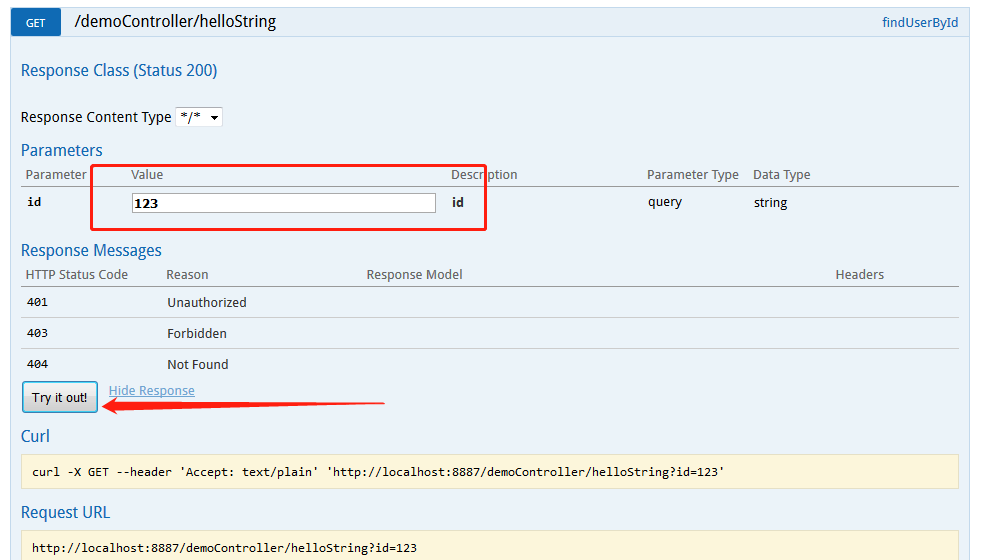 GET /demoController/helloString findUserById
Response Class (Status 200)
Response Content Type */*
Parameters
Parameter Value Description Parameter Type Data Type
id 123 id query string
Response Messages
HTTP Status Code Reason Response Model Headers
401 Unauthorized
403 Forbidden
404 Not Found
Try it out! Hide Response
Curl
curl -X GET --header 'Accept: text/plain' 'http://localhost:8887/demoController/helloString?id=123'
Request URL
http://localhost:8887/demoController/helloString?id=123